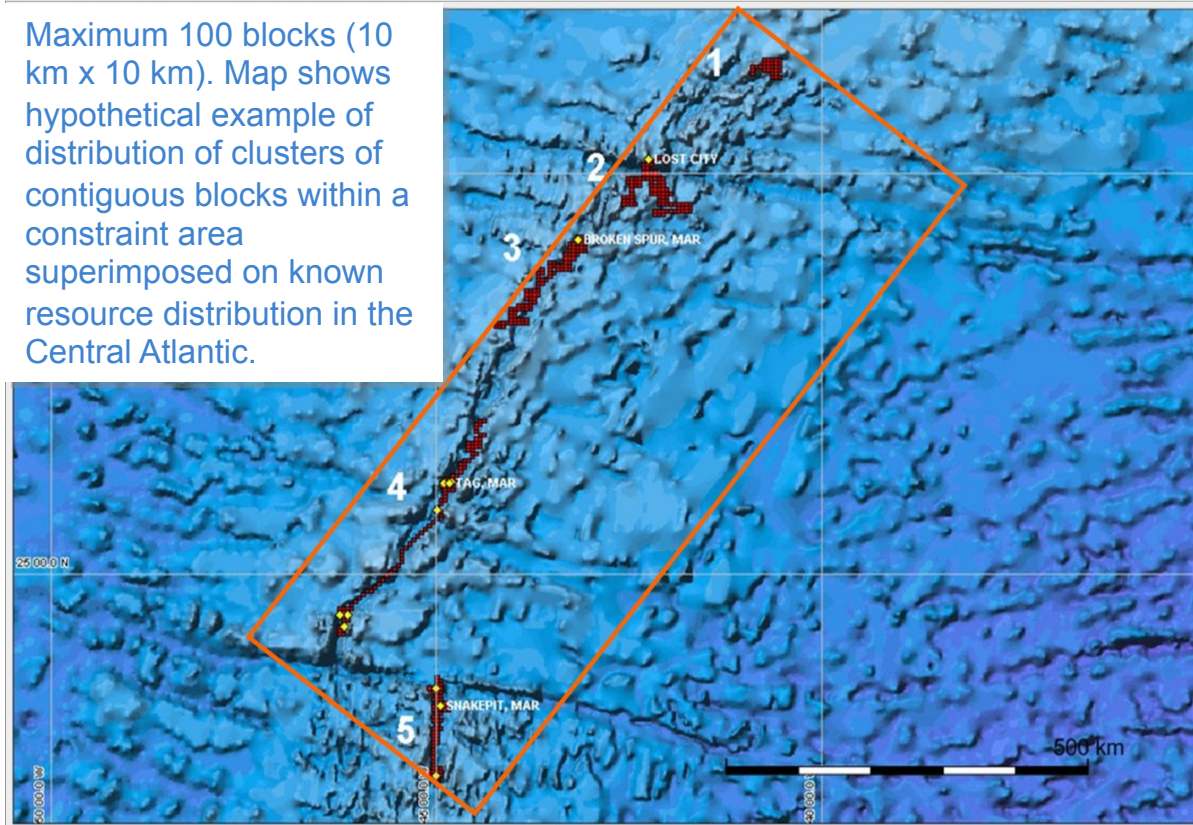 Maximum 100 blocks (10
km x 10 km). Map shows
hypothetical example of
distribution of clusters of
contiguous blocks within a
constraint area
superimposed on known
resource distribution in the
Central Atlantic.
1
2
LOST CITY
3
BROKEN SPUR, MAR
4
TAG, MAR
25 00.0 N
5
SNAKEPIT, MAR
500 km